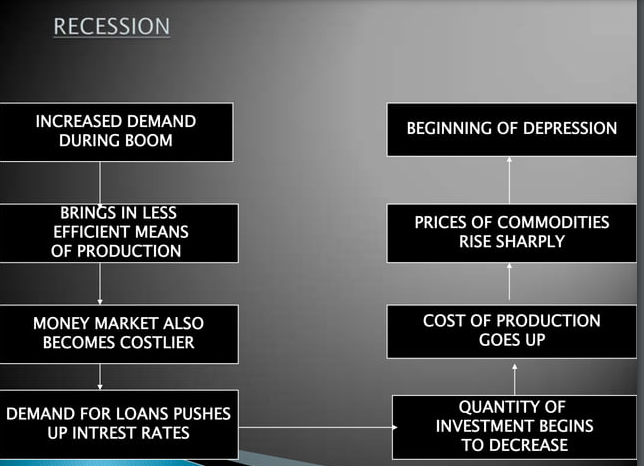 RECESSION
INCREASED DEMAND
DURING BOOM
BRINGS IN LESS
EFFICIENT MEANS
OF PRODUCTION
MONEY MARKET ALSO
BECOMES COSTLIER
DEMAND FOR LOANS PUSHES
UP INTREST RATES
QUANTITY OF
INVESTMENT BEGINS
TO DECREASE
COST OF PRODUCTION
GOES UP
PRICES OF COMMODITIES
RISE SHARPLY
BEGINNING OF DEPRESSION